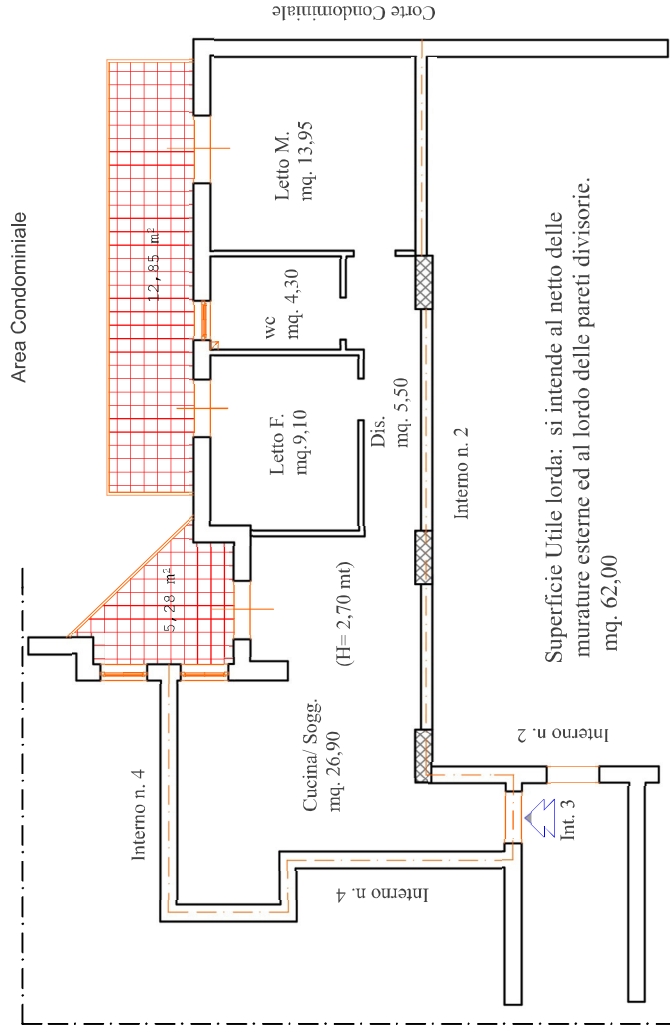 Area Condominiale
Corte Condominiale
12,85 m²
5,28 m²
Letto M.
mq. 13,95
wc
mq. 4,30
Letto F.
mq.9,10
Dis.
mq. 5,50
(H= 2,70 mt)
Cucina/ Sogg.
mq. 26,90
Interno n. 4
Interno n. 4
Interno n. 2
Interno n. 2
Int. 3
Superficie Utile lorda: si intende al netto delle
murature esterne ed al lordo delle pareti divisorie.
mq. 62,00